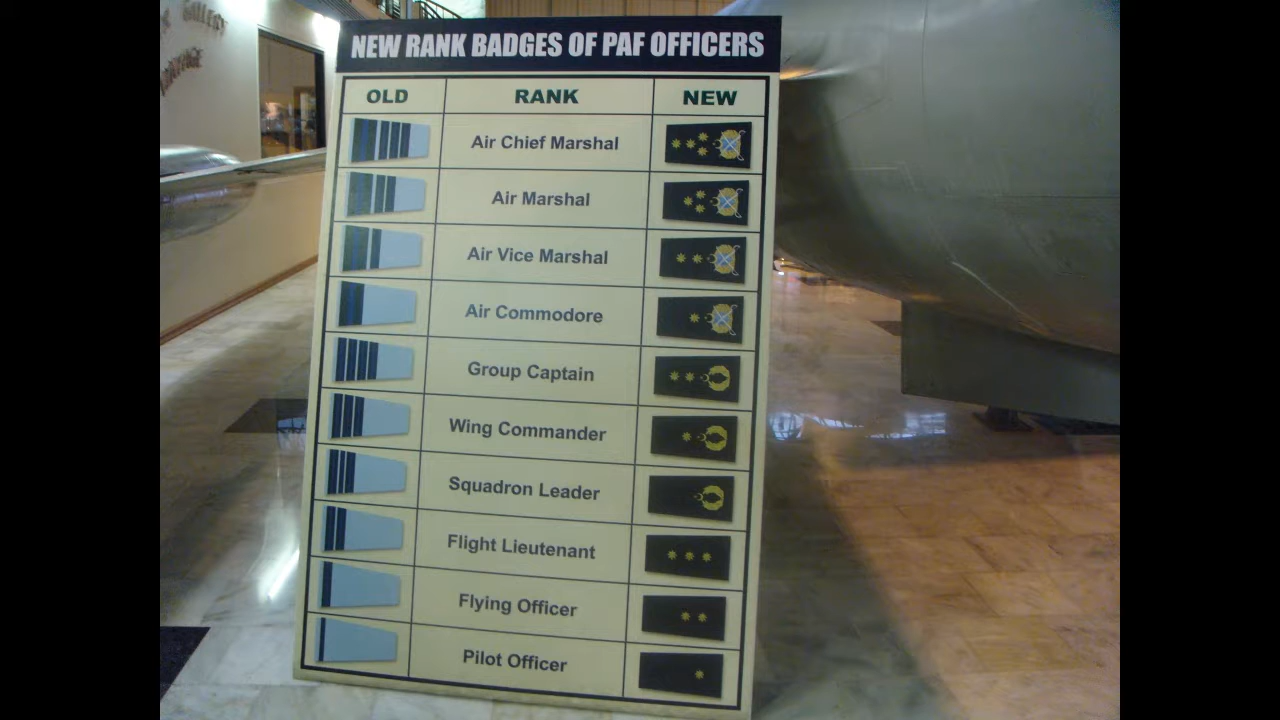 GALLERY
NEW RANK BADGES OF PAF OFFICERS
OLD RANK NEW
Air Chief Marshal
Air Marshal
Air Vice Marshal
Air Commodore
Group Captain
Wing Commander
Squadron Leader
Flight Lieutenant
Flying Officer
Pilot Officer